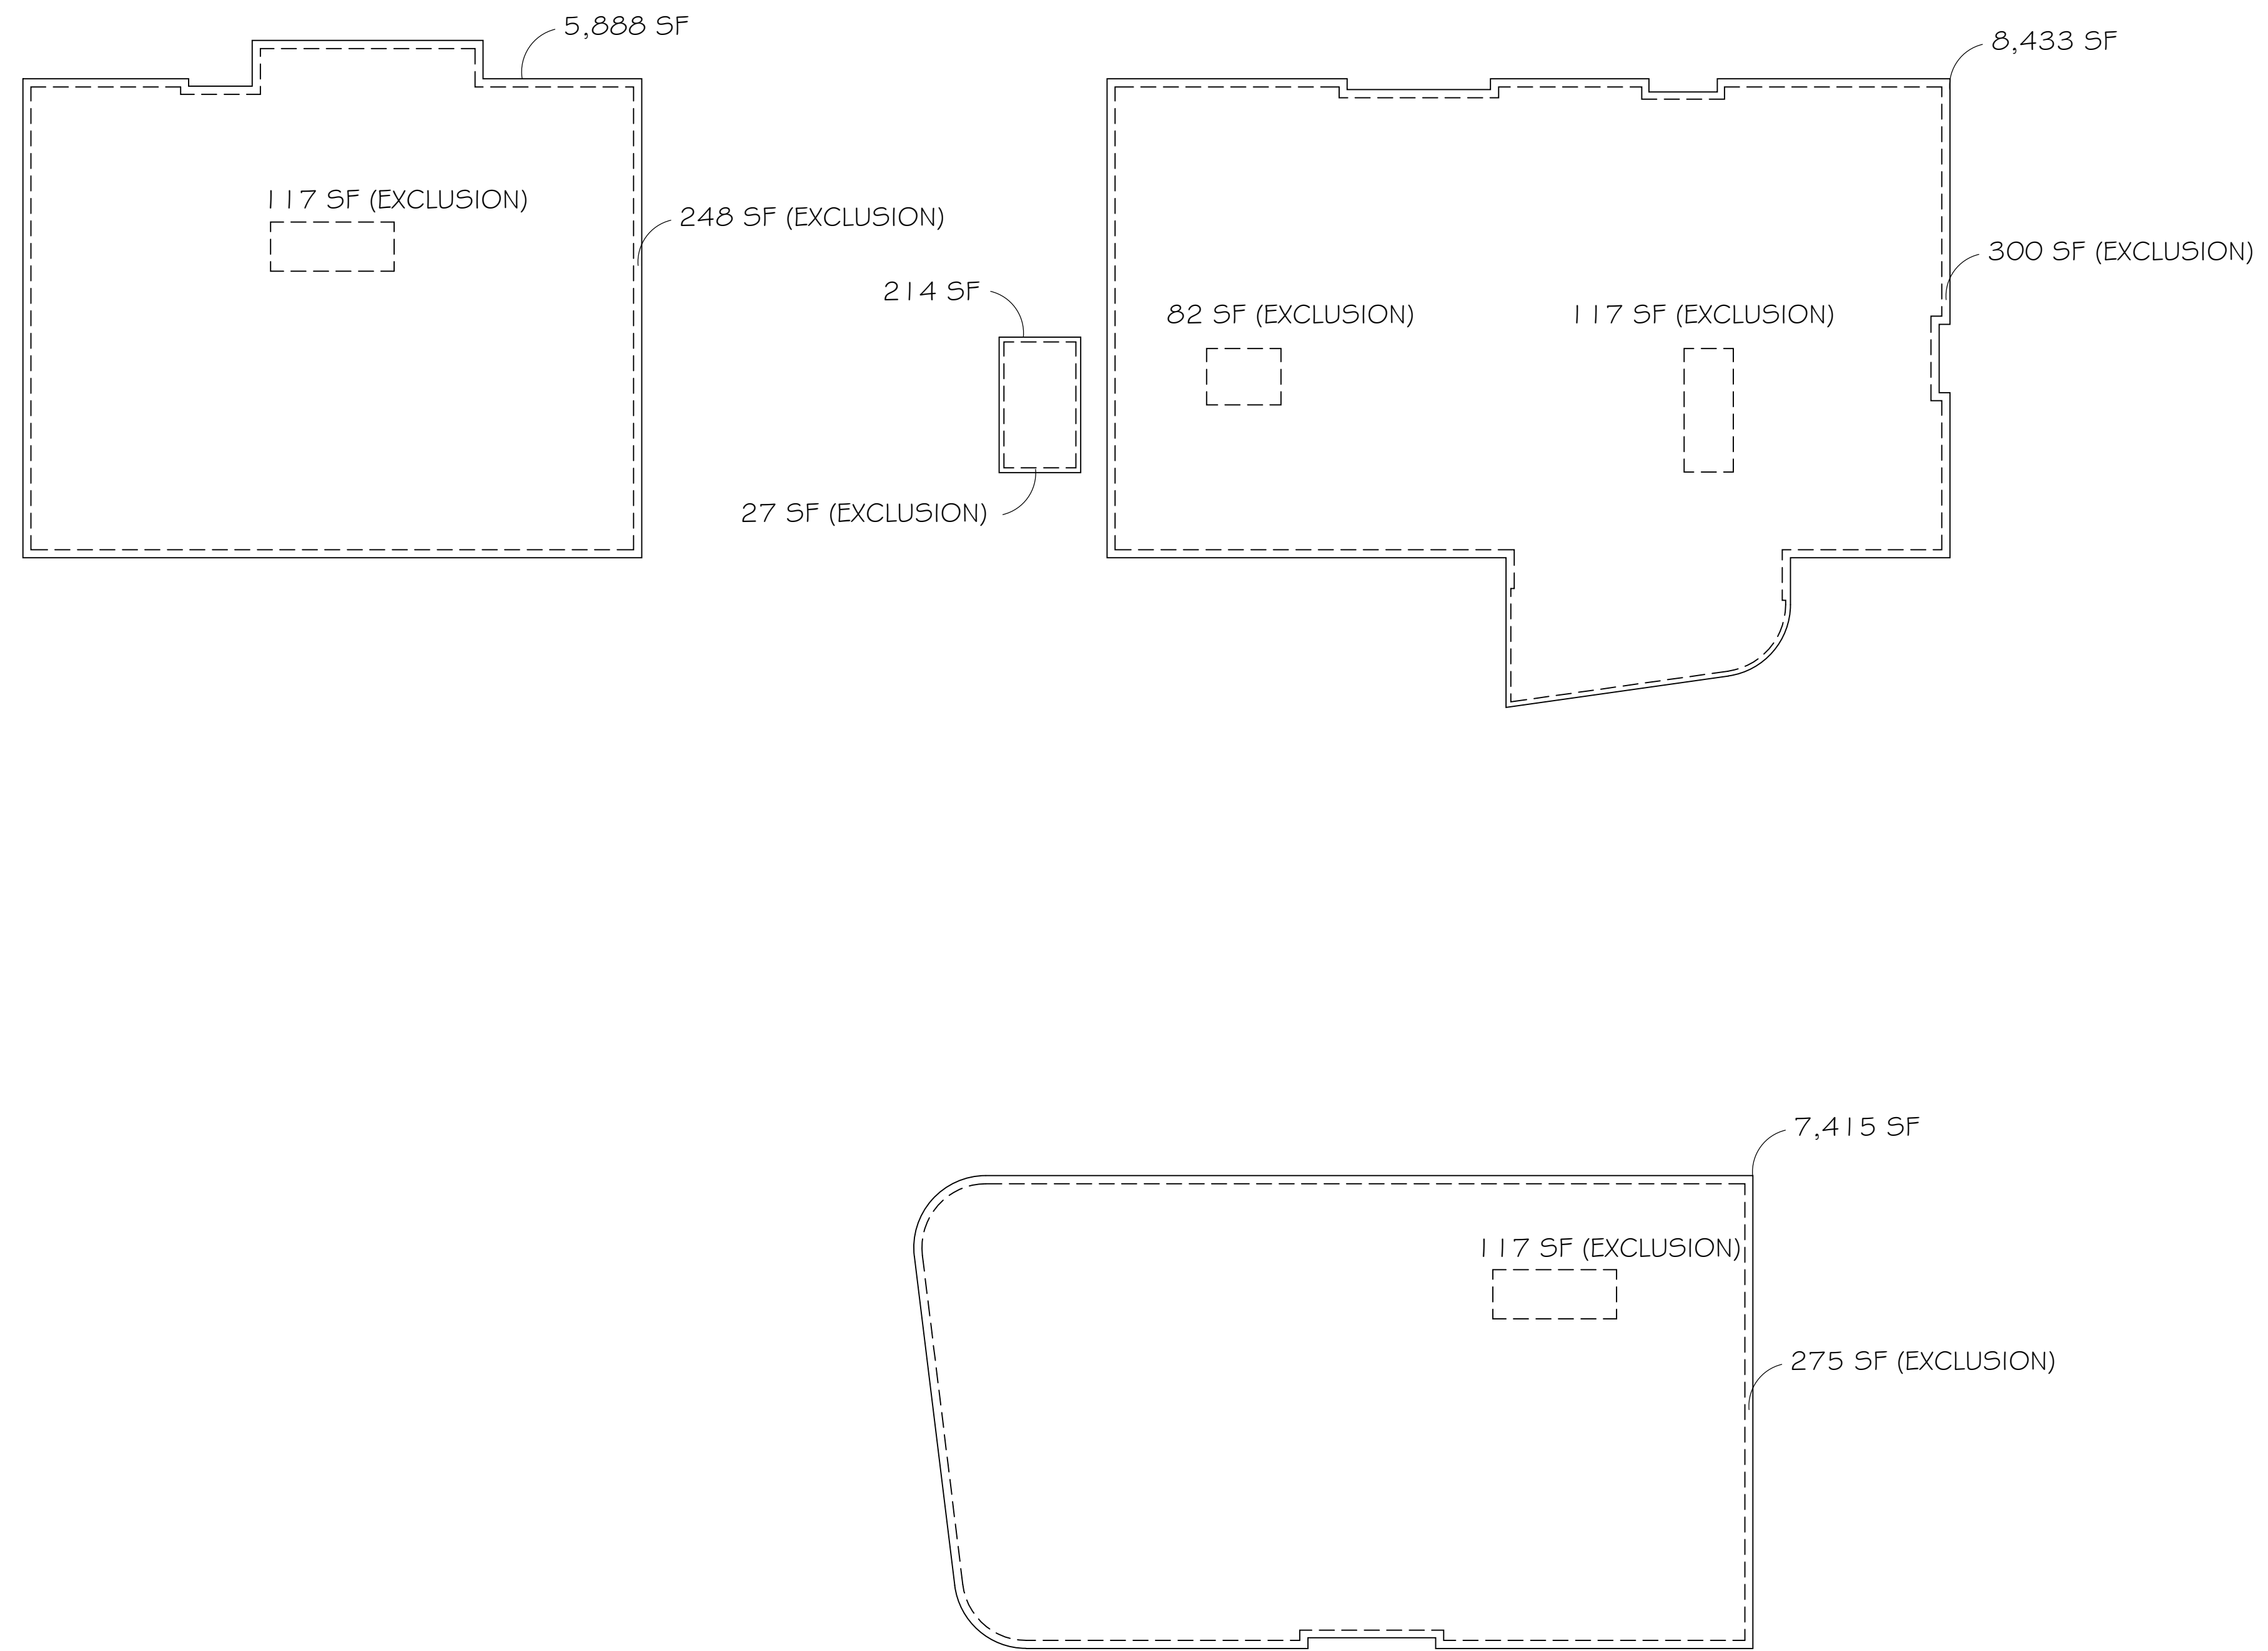 5,888 SF
8,433 SF
117 SF (EXCLUSION)
248 SF (EXCLUSION)
300 SF (EXCLUSION)
214 SF
82 SF (EXCLUSION)
117 SF (EXCLUSION)
27 SF (EXCLUSION)
7,415 SF
117 SF (EXCLUSION)
275 SF (EXCLUSION)